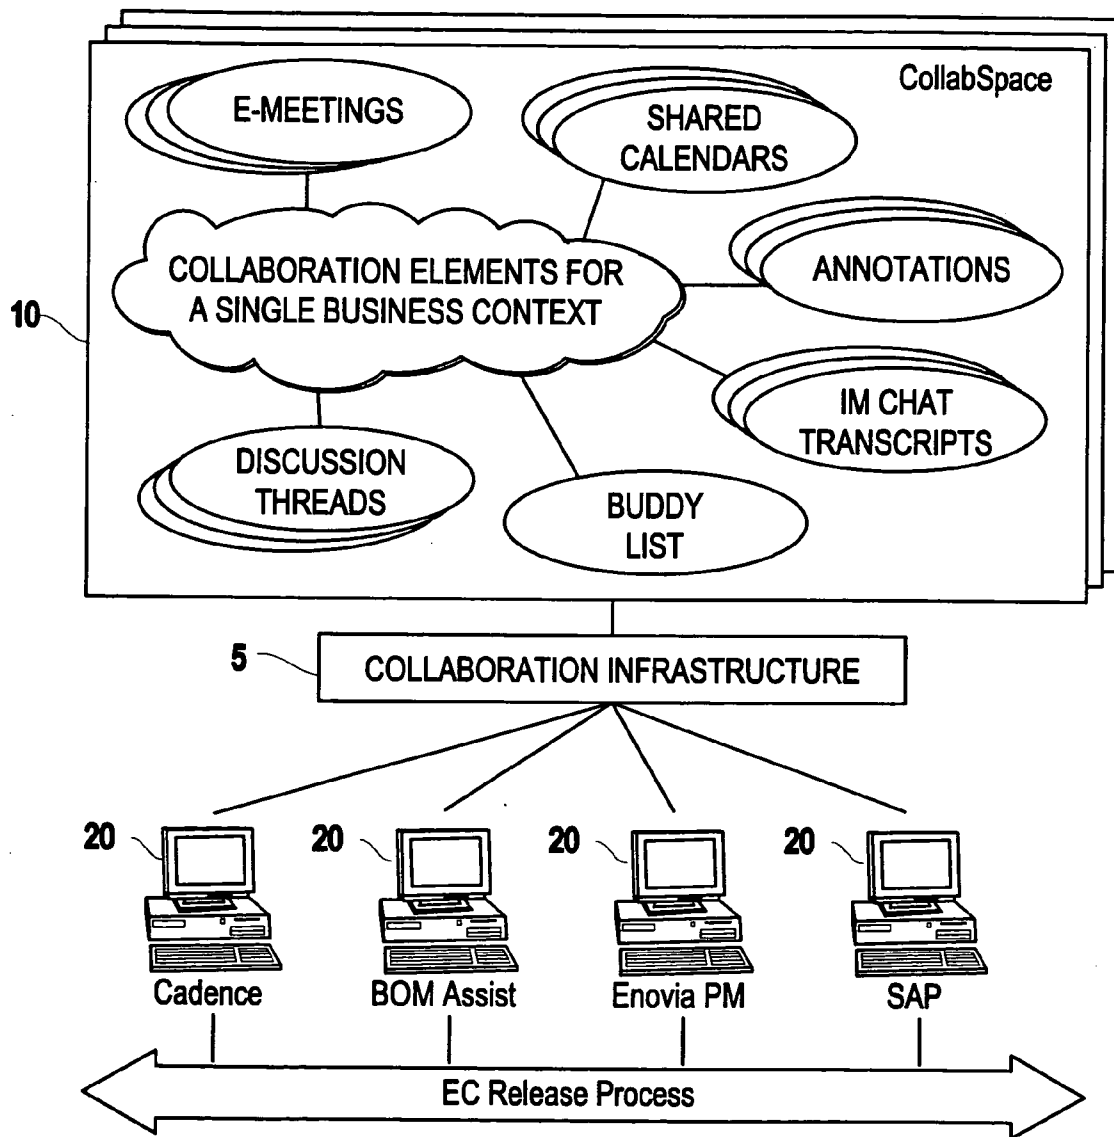 CollabSpace
E-MEETINGS
SHARED
CALENDARS
ANNOTATIONS
COLLABORATION ELEMENTS FOR
A SINGLE BUSINESS CONTEXT
10
IM CHAT
TRANSCRIPTS
DISCUSSION
THREADS
BUDDY
LIST
5
COLLABORATION INFRASTRUCTURE
20
20
20
20
Cadence
BOM Assist
Enovia PM
SAP
EC Release Process